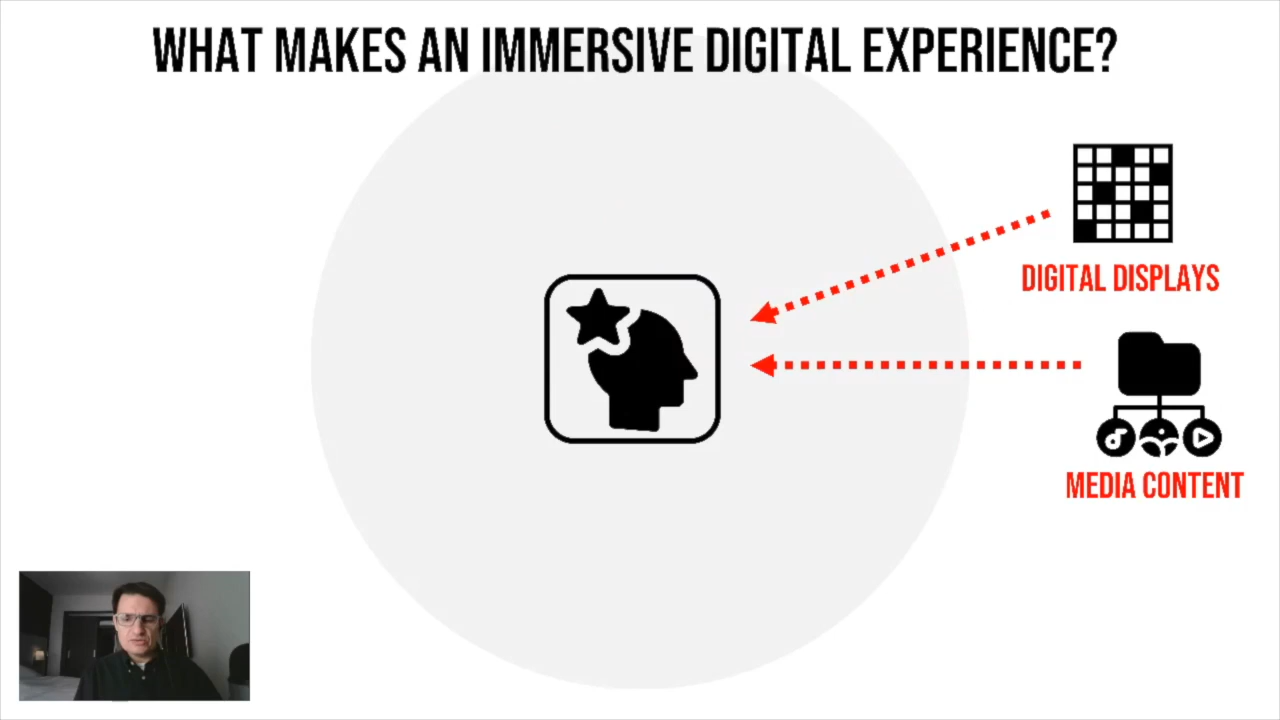 WHAT MAKES AN IMMERSIVE DIGITAL EXPERIENCE?
DIGITAL DISPLAYS
MEDIA CONTENT